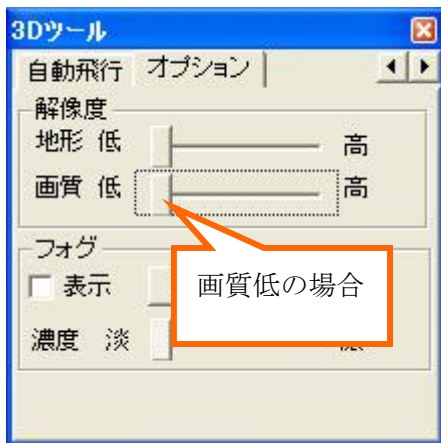 3Dツール
自動飛行 オプション
解像度
地形 低 高
画質 低 高
フォグ
表示
濃度 淡
画質低の場合